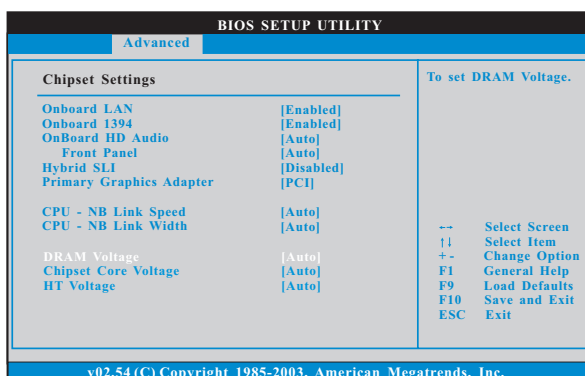 BIOS SETUP UTILITY
Advanced
Chipset Settings
Onboard LAN [Enabled]
Onboard 1394 [Enabled]
OnBoard HD Audio [Auto]
Front Panel [Auto]
Hybrid SLI [Disabled]
Primary Graphics Adapter [PCI]
CPU - NB Link Speed [Auto]
CPU - NB Link Width [Auto]
DRAM Voltage [Auto]
Chipset Core Voltage [Auto]
HT Voltage [Auto]
To set DRAM Voltage.
←→ Select Screen
↑↓ Select Item
+ - Change Option
F1 General Help
F9 Load Defaults
F10 Save and Exit
ESC Exit
v02.54 (C) Copyright 1985-2003, American Megatrends, Inc.